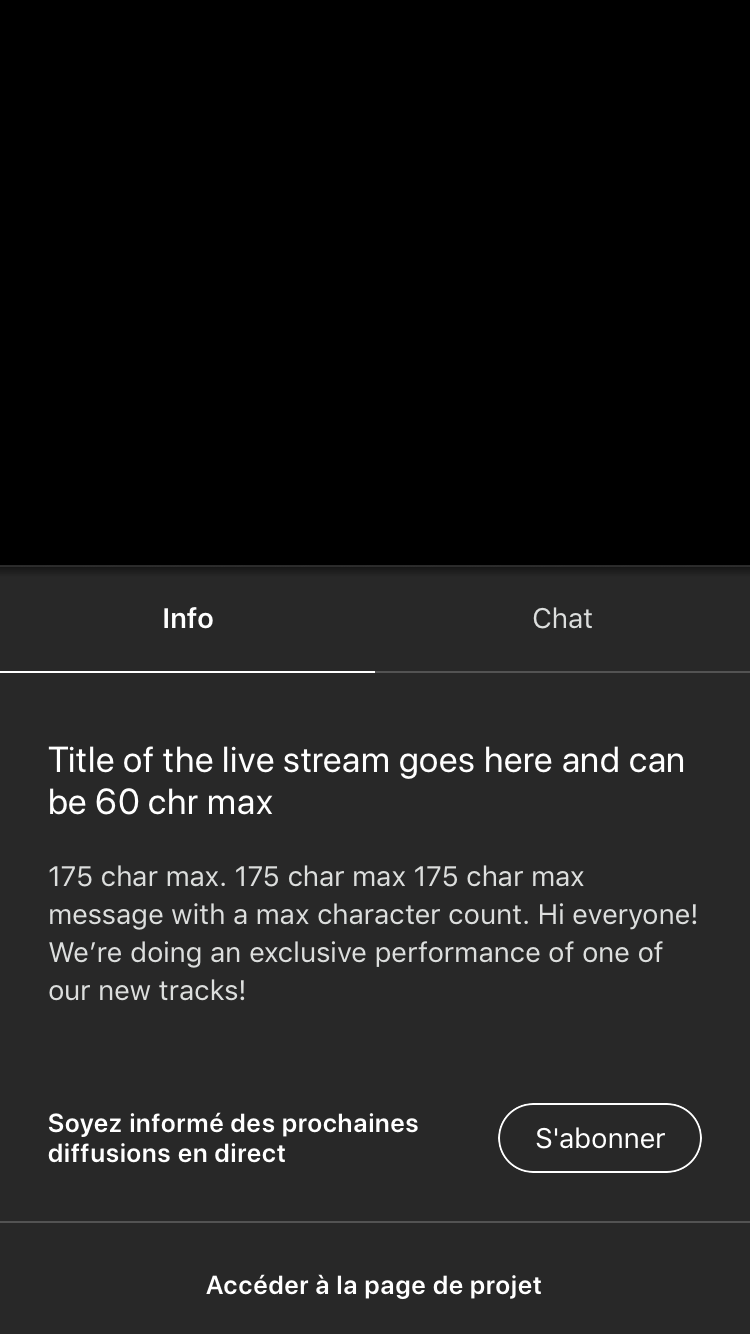 Info
Chat
Title of the live stream goes here and can
be 60 chr max
175 char max. 175 char max 175 char max
message with a max character count. Hi everyone!
We’re doing an exclusive performance of one of
our new tracks!
Soyez informé des prochaines
diffusions en direct
S'abonner
Accéder à la page de projet